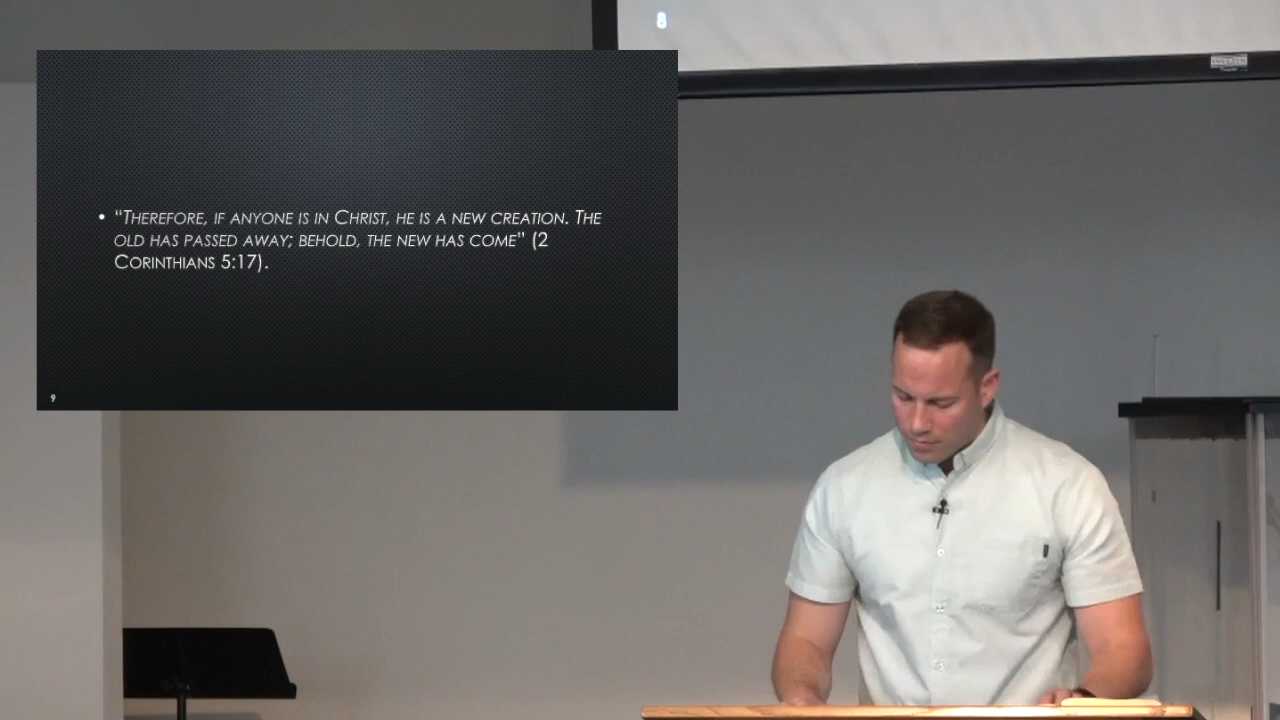 8
• “Therefore, if anyone is in Christ, he is a new creation. The
old has passed away; behold, the new has come” (2
Corinthians 5:17).
9